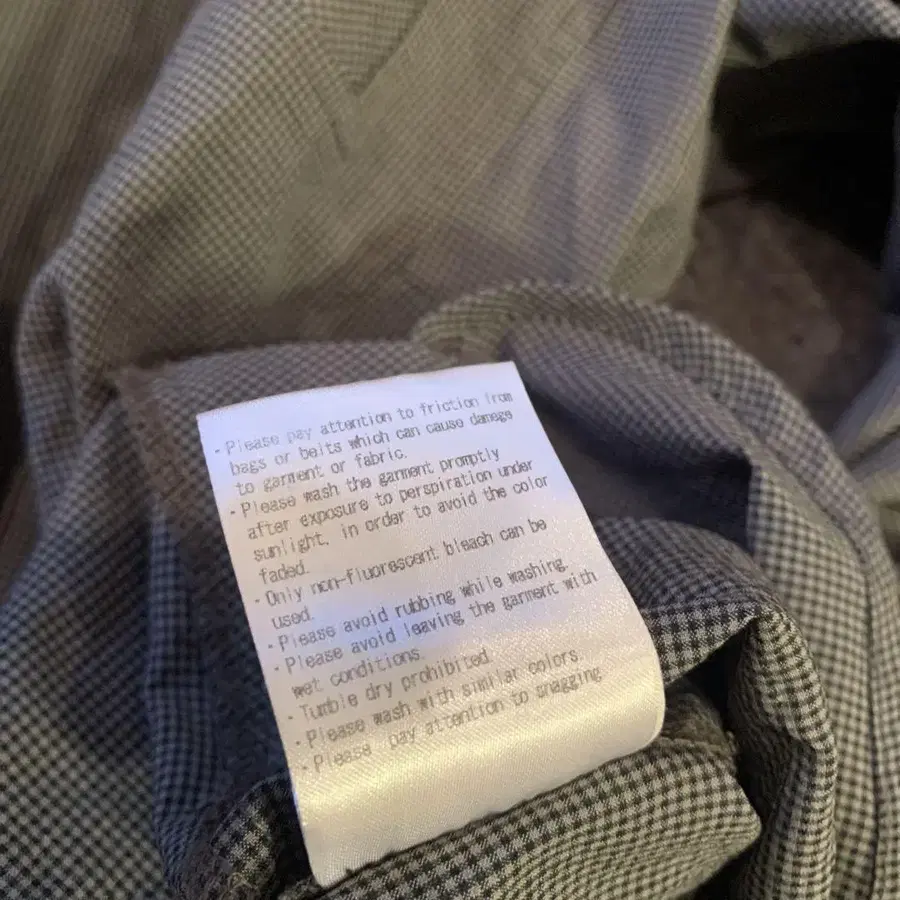 - Please pay attention to friction from
bags or belts which can cause damage
to garment or fabric.
- Please wash the garment promptly
after exposure to perspiration under
sunlight, in order to avoid the color
faded.
- Only non-fluorescent bleach can be
used.
- Please avoid rubbing while washing.
- Please avoid leaving the garment with
wet conditions.
- Tumble dry prohibited.
- Please wash with similar colors.
- Please pay attention to snagging